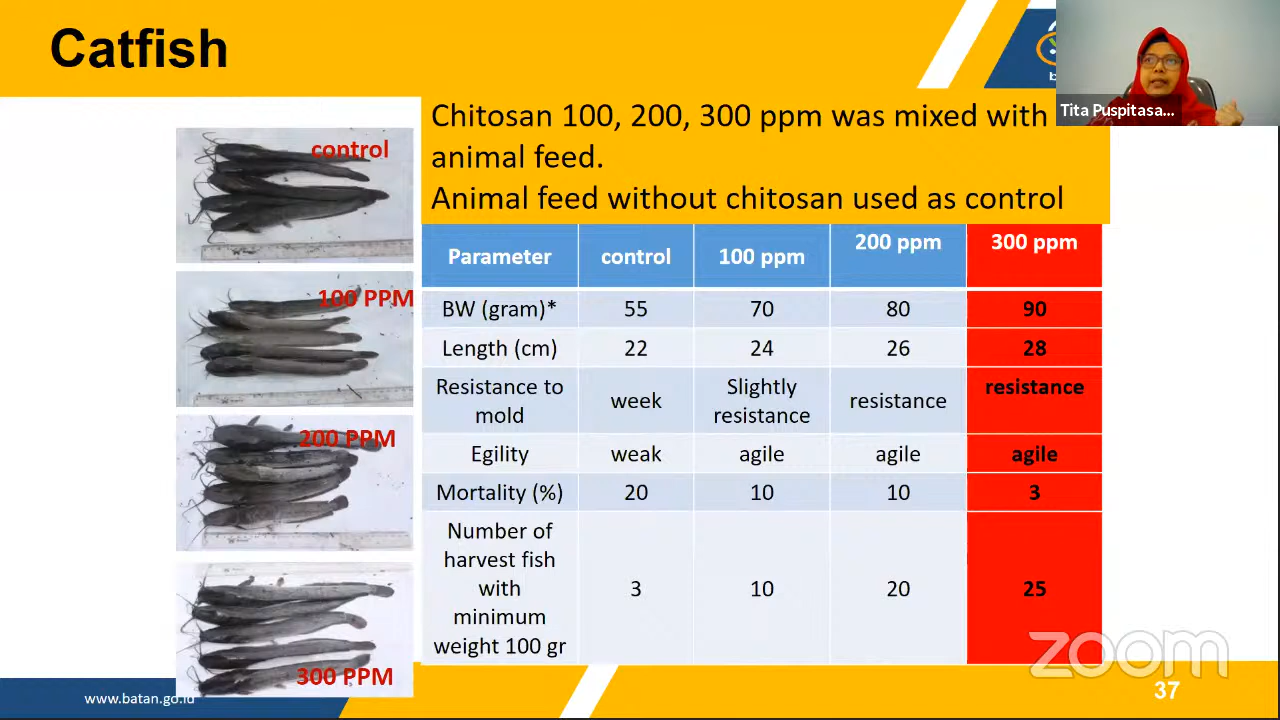 Catfish
Tita Puspitasa...
Chitosan 100, 200, 300 ppm was mixed with
animal feed.
Animal feed without chitosan used as control
control
100 PPM
200 PPM
300 PPM
Parameter control 100 ppm 200 ppm 300 ppm
BW (gram)* 55 70 80 90
Length (cm) 22 24 26 28
Resistance to
mold week Slightly
resistance resistance resistance
Egility weak agile agile agile
Mortality (%) 20 10 10 3
Number of
harvest fish
with
minimum
weight 100 gr 3 10 20 25
zoom
www.batan.go.id
37